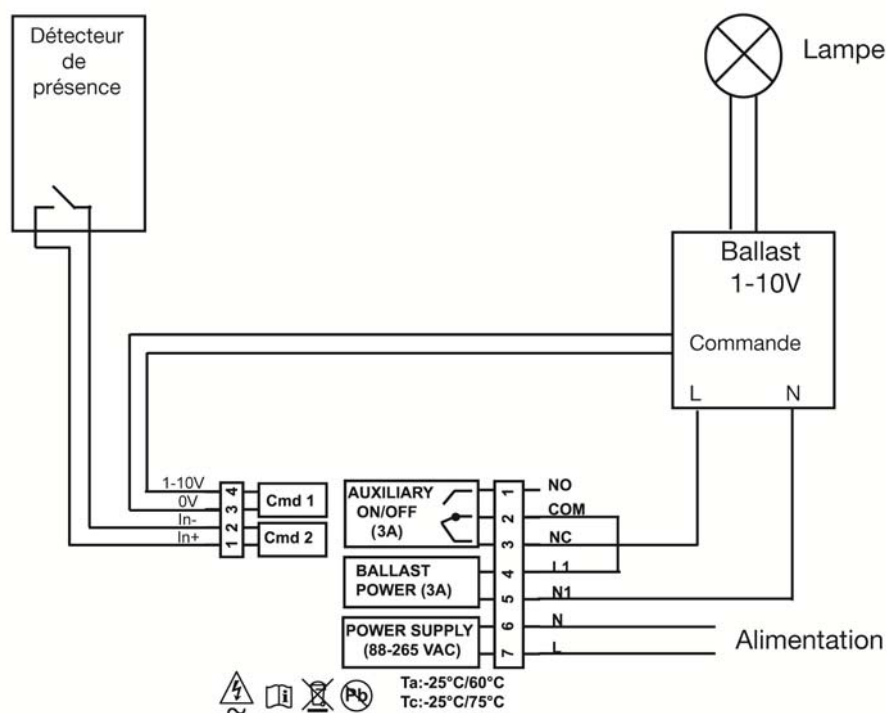 Détecteur
de
présence
Lampe
Ballast
1-10V
Commande
L N
1-10V
0V
In-
In+
4
3
2
1
Cmd 1
Cmd 2
AUXILIARY
ON/OFF
(3A)
BALLAST
POWER (3A)
POWER SUPPLY
(88-265 VAC)
1
2
3
4
5
6
7
NO
COM
NC
L1
N1
N
L
Alimentation
Pb
Ta:-25°C/60°C
Tc:-25°C/75°C